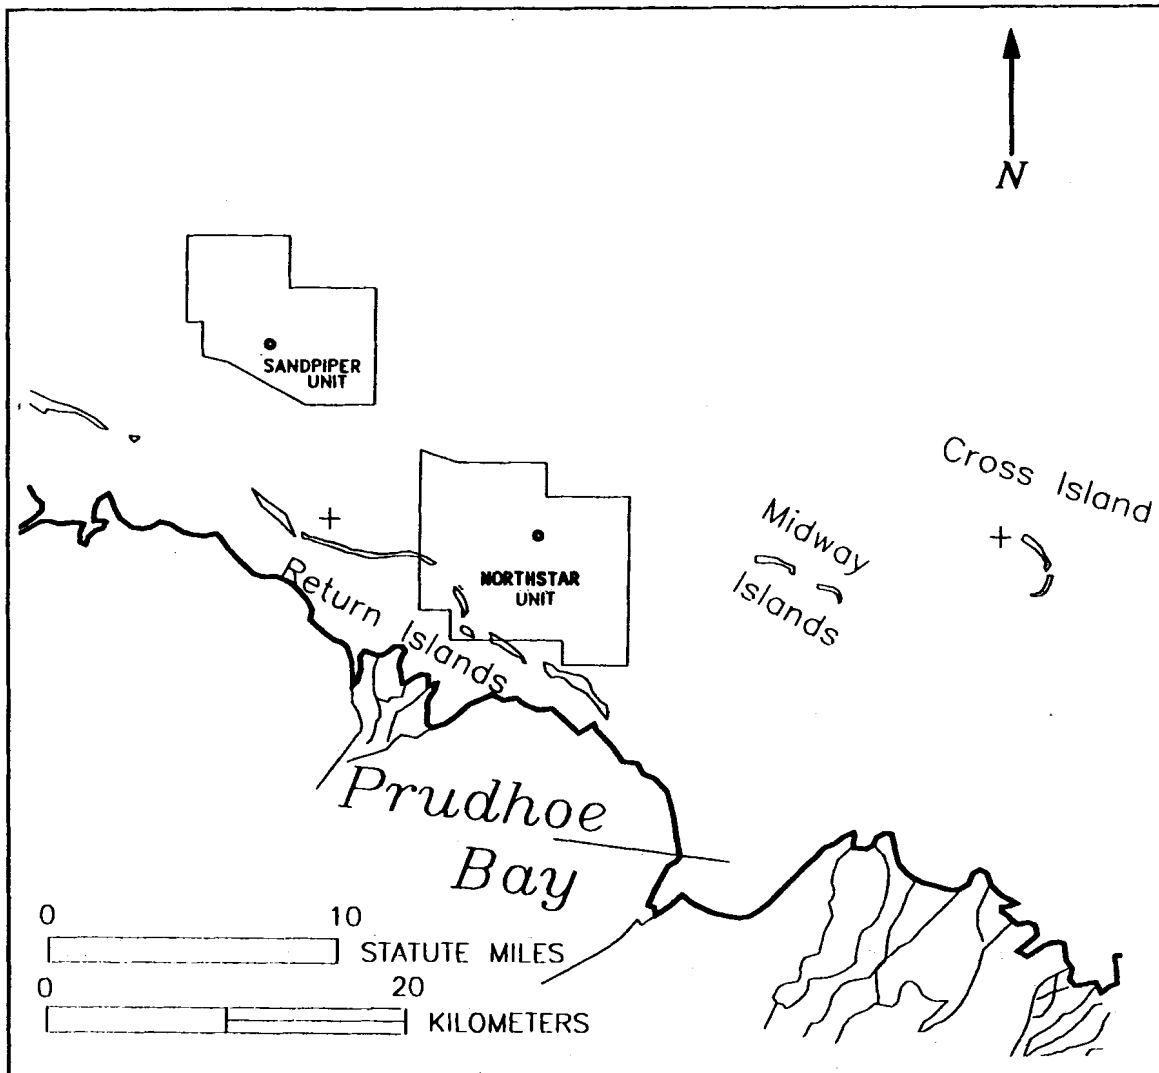 N
SANDPIPER
UNIT
Cross Island
Midway
Islands
NORTHSTAR
UNIT
Return Islands
Prudhoe
Bay
0 10
STATUTE MILES
0 20
KILOMETERS